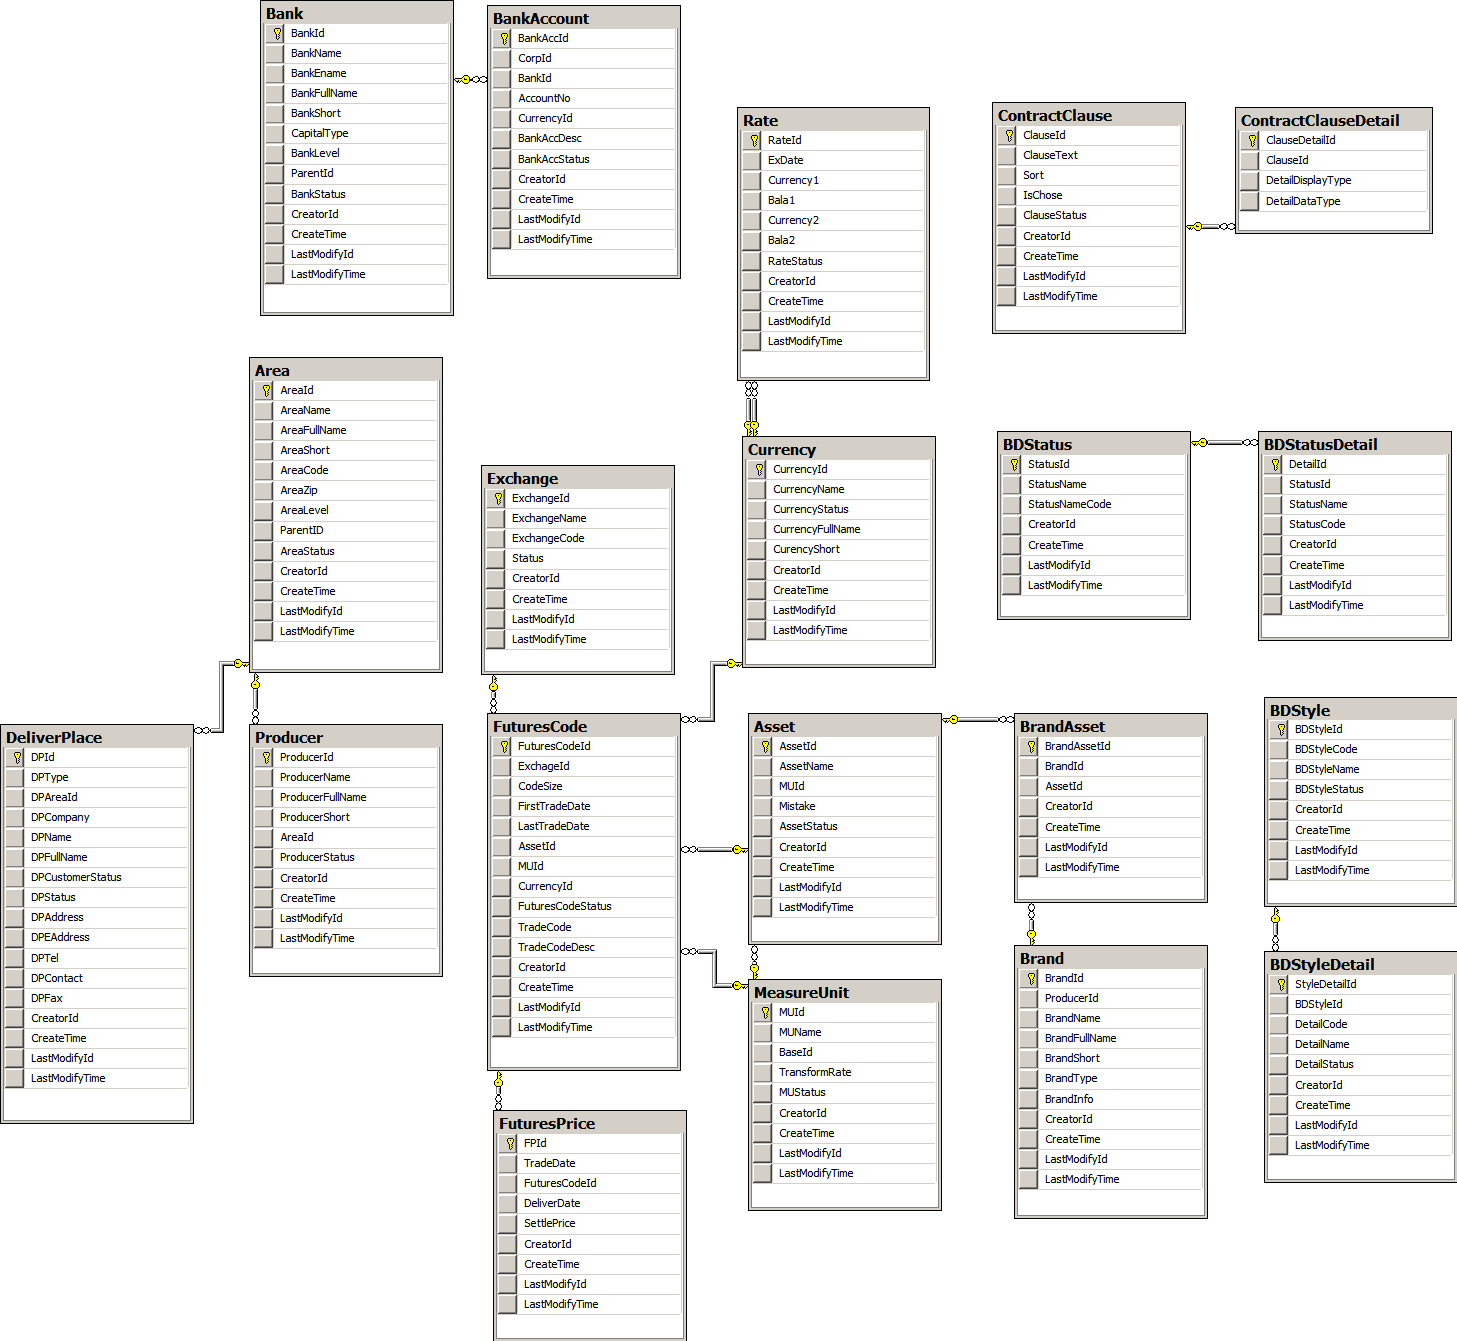 Bank
BankId
BankName
BankEname
BankFullName
BankShort
CapitalType
BankLevel
ParentId
BankStatus
CreatorId
CreateTime
LastModifyId
LastModifyTime
BankAccount
BankAccId
CorpId
BankId
AccountNo
CurrencyId
BankAccDesc
BankAccStatus
CreatorId
CreateTime
LastModifyId
LastModifyTime
Rate
RateId
ExDate
Currency1
Bala1
Currency2
Bala2
RateStatus
CreatorId
CreateTime
LastModifyId
LastModifyTime
ContractClause
ClauseId
ClauseText
Sort
IsChose
ClauseStatus
CreatorId
CreateTime
LastModifyId
LastModifyTime
ContractClauseDetail
ClauseDetailId
ClauseId
DetailDisplayType
DetailDataType
Area
AreaId
AreaName
AreaFullName
AreaShort
AreaCode
AreaZip
AreaLevel
ParentID
AreaStatus
CreatorId
CreateTime
LastModifyId
LastModifyTime
Exchange
ExchangeId
ExchangeName
ExchangeCode
Status
CreatorId
CreateTime
LastModifyId
LastModifyTime
Currency
CurrencyId
CurrencyName
CurrencyStatus
CurrencyFullName
CurencyShort
CreatorId
CreateTime
LastModifyId
LastModifyTime
BDStatus
StatusId
StatusName
StatusNameCode
CreatorId
CreateTime
LastModifyId
LastModifyTime
BDStatusDetail
DetailId
StatusId
StatusName
StatusCode
CreatorId
CreateTime
LastModifyId
LastModifyTime
DeliverPlace
DPId
DPType
DPAreaId
DPCompany
DPName
DPFullName
DPCustomerStatus
DPStatus
DPAddress
DPEAddress
DPTel
DPContact
DPFax
CreatorId
CreateTime
LastModifyId
LastModifyTime
Producer
ProducerId
ProducerName
ProducerFullName
ProducerShort
AreaId
ProducerStatus
CreatorId
CreateTime
LastModifyId
LastModifyTime
FuturesCode
FuturesCodeId
ExchageId
CodeSize
FirstTradeDate
LastTradeDate
AssetId
MUId
CurrencyId
FuturesCodeStatus
TradeCode
TradeCodeDesc
CreatorId
CreateTime
LastModifyId
LastModifyTime
Asset
AssetId
AssetName
MUId
Mistake
AssetStatus
CreatorId
CreateTime
LastModifyId
LastModifyTime
BrandAsset
BrandAssetId
BrandId
AssetId
CreatorId
CreateTime
LastModifyId
LastModifyTime
BDStyle
BDStyleId
BDStyleCode
BDStyleName
BDStyleStatus
CreatorId
CreateTime
LastModifyId
LastModifyTime
FuturesPrice
FPId
TradeDate
FuturesCodeId
DeliverDate
SettlePrice
CreatorId
CreateTime
LastModifyId
LastModifyTime
MeasureUnit
MUId
MUName
BaseId
TransformRate
MUStatus
CreatorId
CreateTime
LastModifyId
LastModifyTime
Brand
BrandId
ProducerId
BrandName
BrandFullName
BrandShort
BrandType
BrandInfo
CreatorId
CreateTime
LastModifyId
LastModifyTime
BDStyleDetail
StyleDetailId
BDStyleId
DetailCode
DetailName
DetailStatus
CreatorId
CreateTime
LastModifyId
LastModifyTime